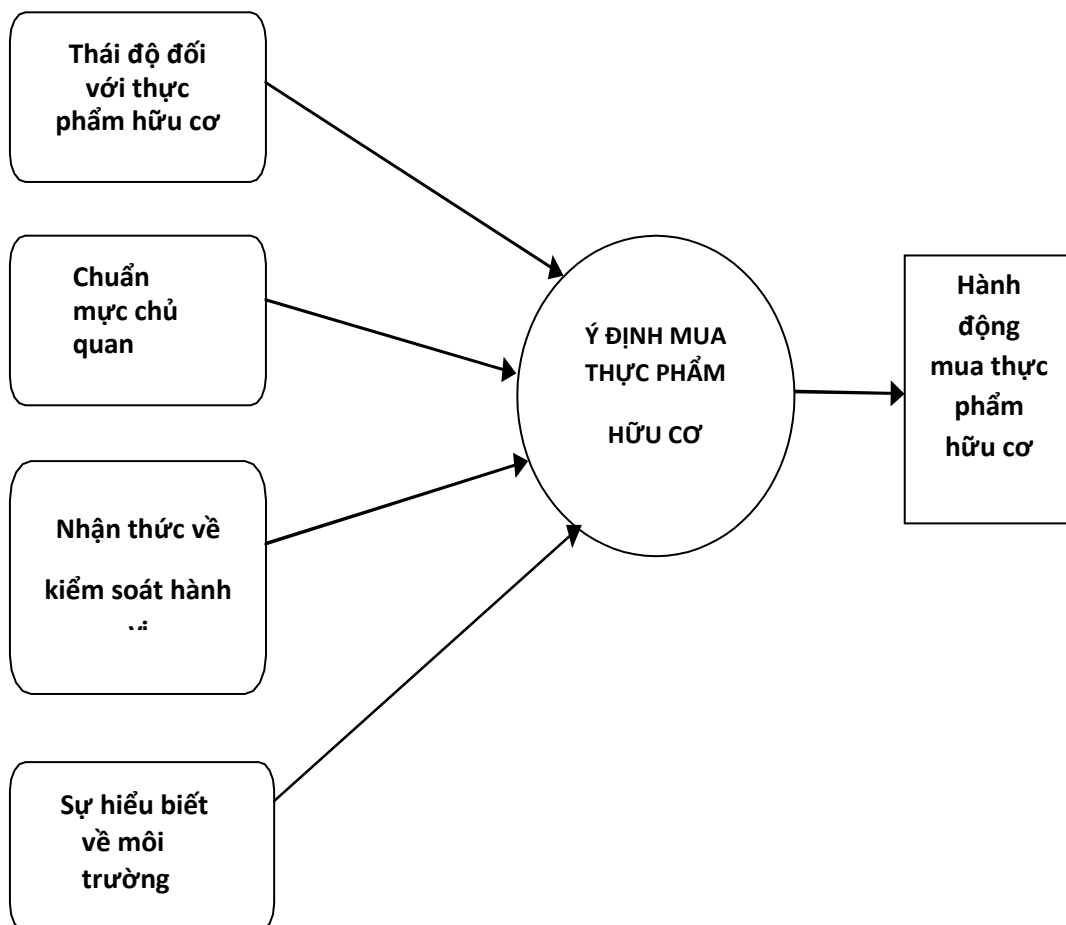 Thái độ đối
với thực
phẩm hữu cơ
Chuẩn
mực chủ
quan
Nhận thức về
kiểm soát hành
Sự hiểu biết
về môi
trường
Ý ĐỊNH MUA
THỰC PHẨM
HỮU CƠ
Hành
động
mua thực
phẩm
hữu cơ